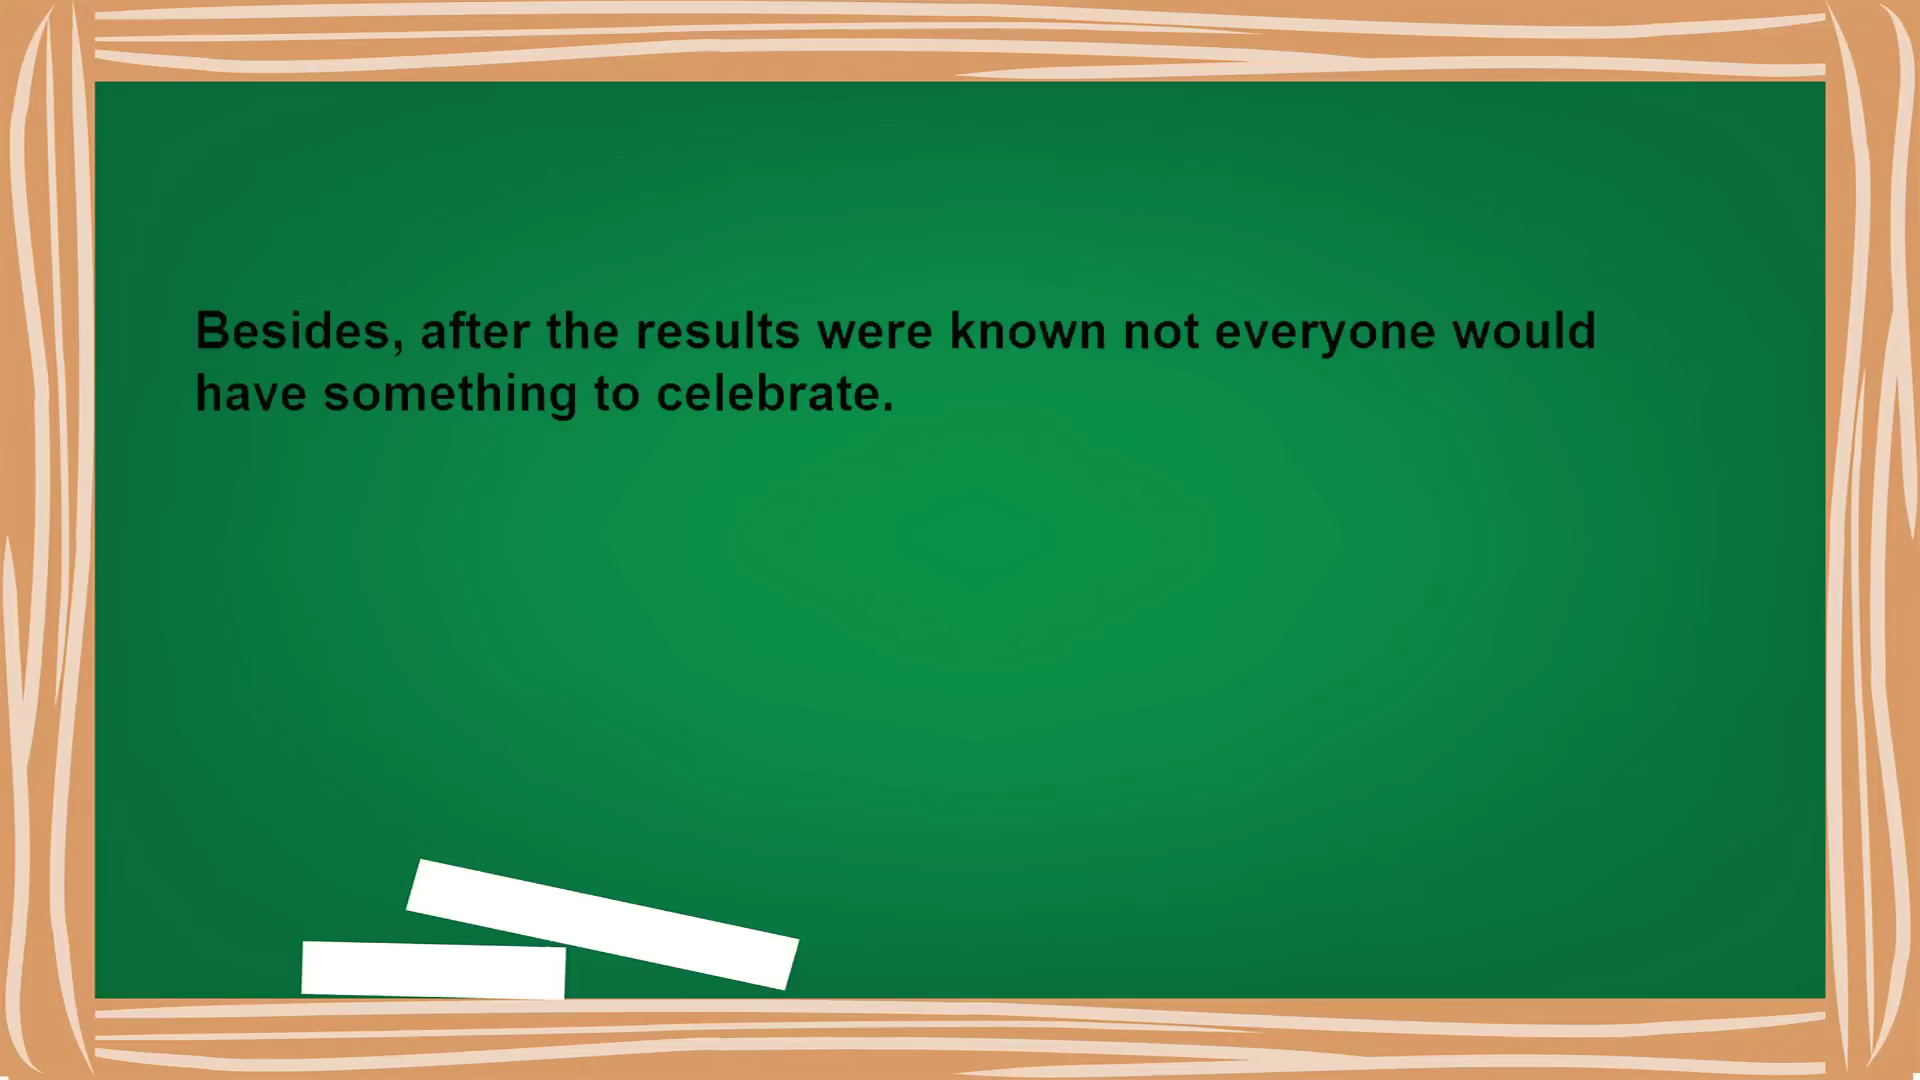 Besides, after the results were known not everyone would
have something to celebrate.